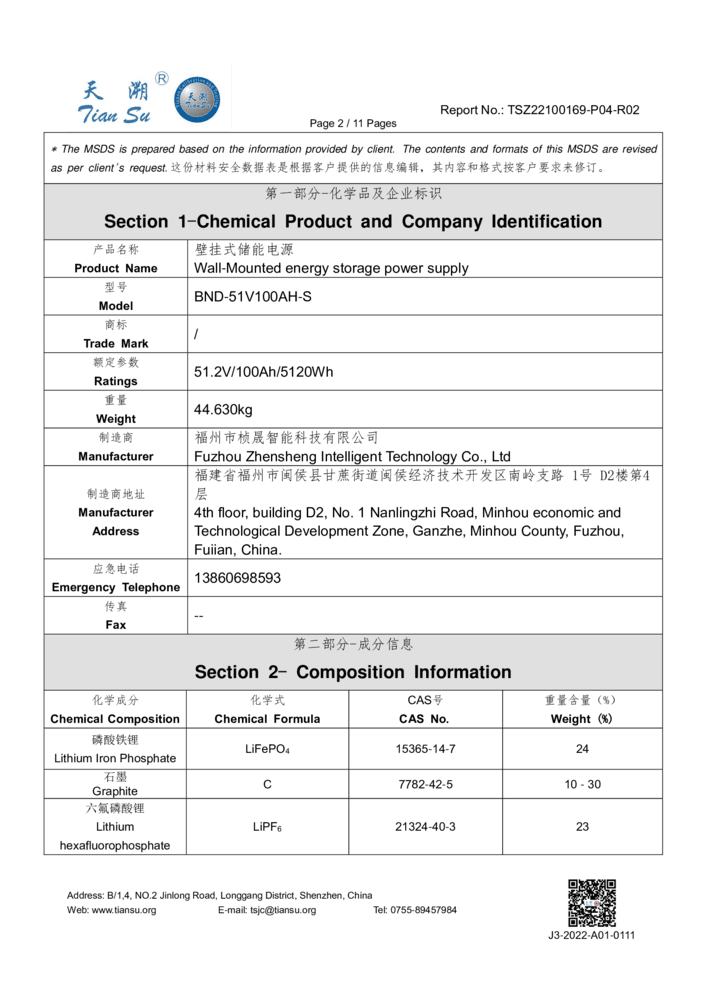 天 溯 ®
Tian Su
天溯
Report No.: TSZ22100169-P04-R02
Page 2 / 11 Pages
* The MSDS is prepared based on the information provided by client. The contents and formats of this MSDS are revised
as per client's request.这份材料安全数据表是根据客户提供的信息编辑，其内容和格式按客户要求来修订。
第一部分-化学品及企业标识
Section 1-Chemical Product and Company Identification
产品名称
Product Name
壁挂式储能电源
Wall-Mounted energy storage power supply
型号
Model
BND-51V100AH-S
商标
Trade Mark
/
额定参数
Ratings
51.2V/100Ah/5120Wh
重量
Weight
44.630kg
制造商
Manufacturer
福州市桢晟智能科技有限公司
Fuzhou Zhensheng Intelligent Technology Co., Ltd
制造商地址
Manufacturer
Address
福建省福州市闽侯县甘蔗街道闽侯经济技术开发区南岭支路 1号 D2楼第4
层
4th floor, building D2, No. 1 Nanlingzhi Road, Minhou economic and
Technological Development Zone, Ganzhe, Minhou County, Fuzhou,
Fuiian, China.
应急电话
Emergency Telephone
13860698593
传真
Fax
--
第二部分-成分信息
Section 2- Composition Information
化学成分
Chemical Composition
化学式
Chemical Formula
CAS号
CAS No.
重量含量（%）
Weight (%)
磷酸铁锂
Lithium Iron Phosphate
LiFePO₄
15365-14-7
24
石墨
Graphite
C
7782-42-5
10 - 30
六氟磷酸锂
Lithium
hexafluorophosphate
LiPF₆
21324-40-3
23
Address: B/1,4, NO.2 Jinlong Road, Longgang District, Shenzhen, China
Web: www.tiansu.org E-mail: tsjc@tiansu.org Tel: 0755-89457984
J3-2022-A01-0111